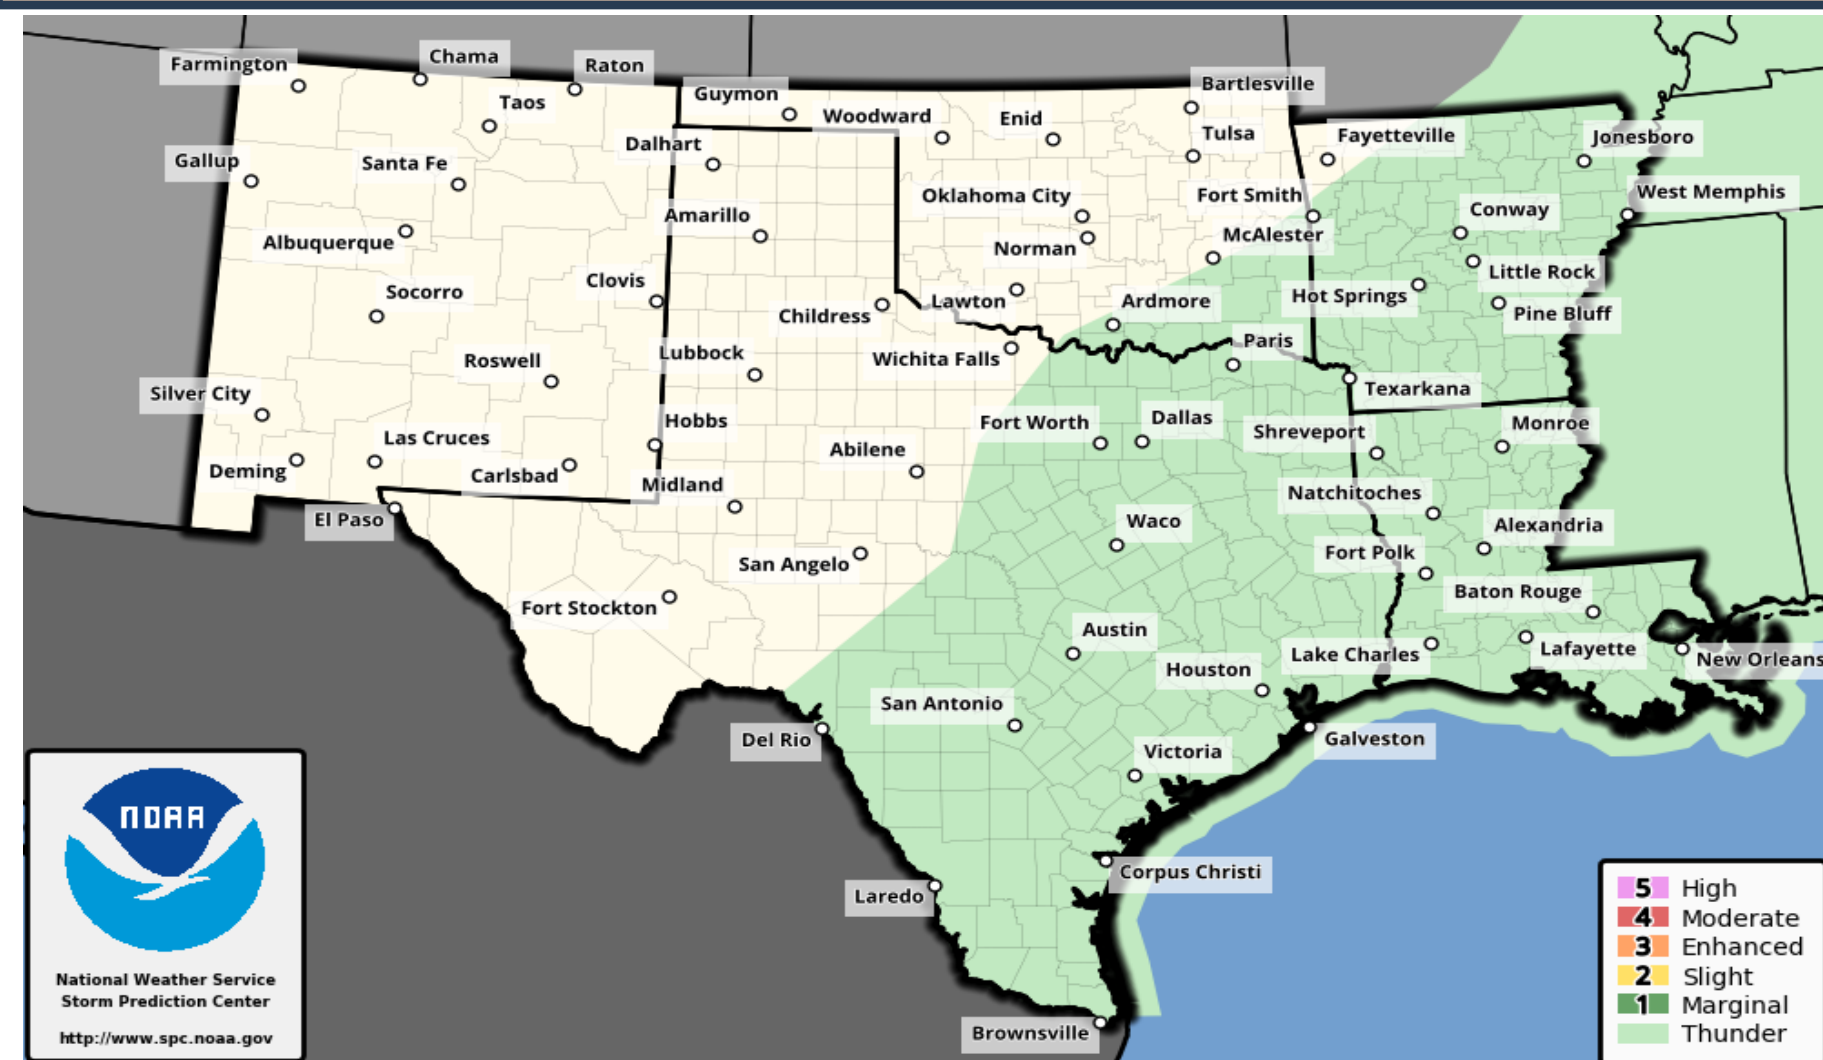 Farmington
Chama
Raton
Taos
Guymon
Woodward
Enid
Bartlesville
Tulsa
Fayetteville
Jonesboro
Gallup
Santa Fe
Dalhart
Oklahoma City
Fort Smith
West Memphis
Conway
Albuquerque
Amarillo
Norman
McAlester
Little Rock
Socorro
Clovis
Childress
Lawton
Ardmore
Hot Springs
Pine Bluff
Roswell
Lubbock
Wichita Falls
Paris
Texarkana
Silver City
Hobbs
Fort Worth
Dallas
Shreveport
Monroe
Deming
Las Cruces
Carlsbad
Midland
Abilene
Natchitoches
El Paso
Waco
Alexandria
San Angelo
Fort Polk
Fort Stockton
Baton Rouge
Austin
Houston
Lake Charles
Lafayette
New Orleans
San Antonio
Del Rio
Victoria
Galveston
Laredo
Corpus Christi
Brownsville
NOAA
National Weather Service
Storm Prediction Center
http://www.spc.noaa.gov
5 High
4 Moderate
3 Enhanced
2 Slight
1 Marginal
Thunder